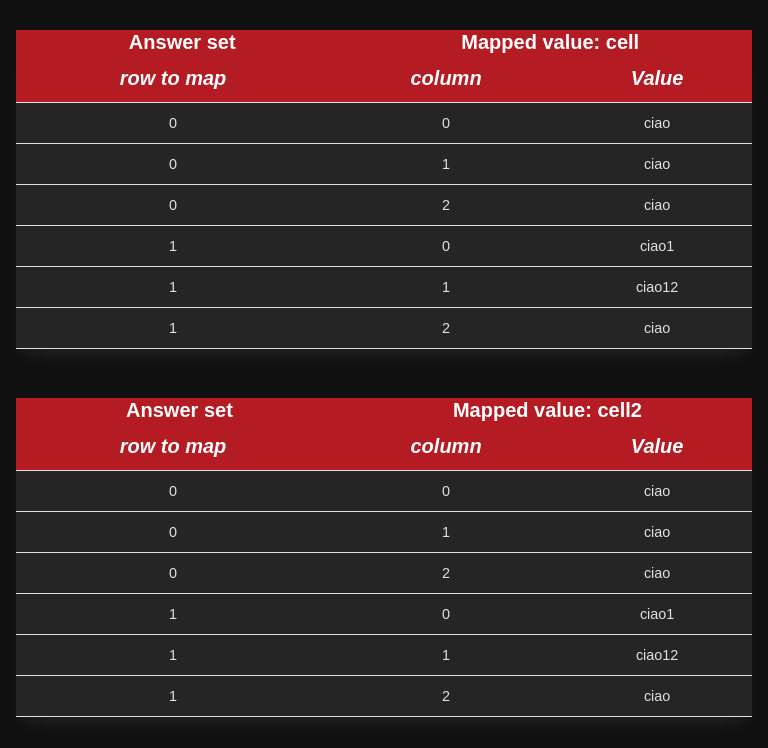 Answer set Mapped value: cell
row to map column Value
0 0 ciao
0 1 ciao
0 2 ciao
1 0 ciao1
1 1 ciao12
1 2 ciao
Answer set Mapped value: cell2
row to map column Value
0 0 ciao
0 1 ciao
0 2 ciao
1 0 ciao1
1 1 ciao12
1 2 ciao